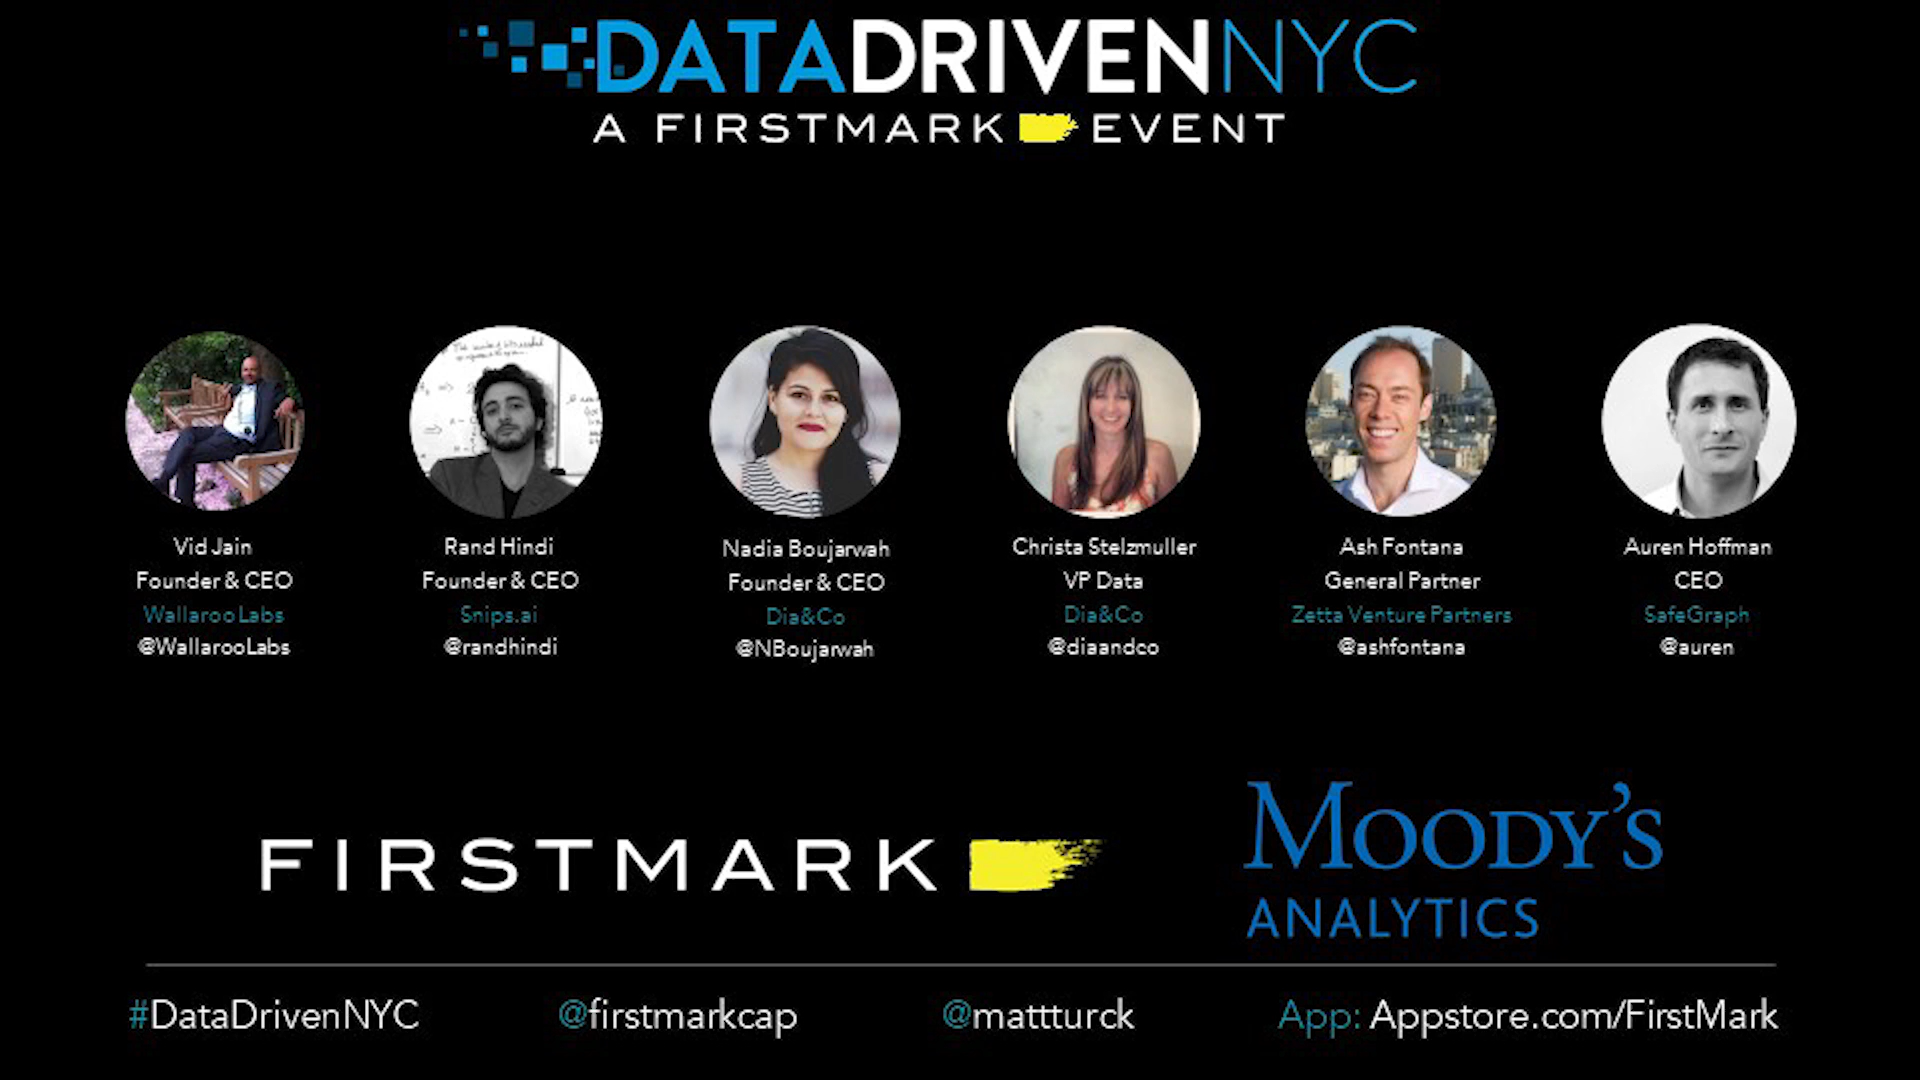 DATADRIVENNYC
A FIRSTMARK EVENT
Vid Jain
Founder & CEO
Wallaroo Labs
@WallarooLabs
Rand Hindi
Founder & CEO
Snips.ai
@randhindi
Nadia Boujarwah
Founder & CEO
Dia&Co
@NBoujarwah
Christa Stelzmuller
VP Data
Dia&Co
@diaandco
Ash Fontana
General Partner
Zetta Venture Partners
@ashfontana
Auren Hoffman
CEO
SafeGraph
@auren
FIRSTMARK
MOODY'S
ANALYTICS
#DataDrivenNYC @firstmarkcap @mattturck App: Appstore.com/FirstMark